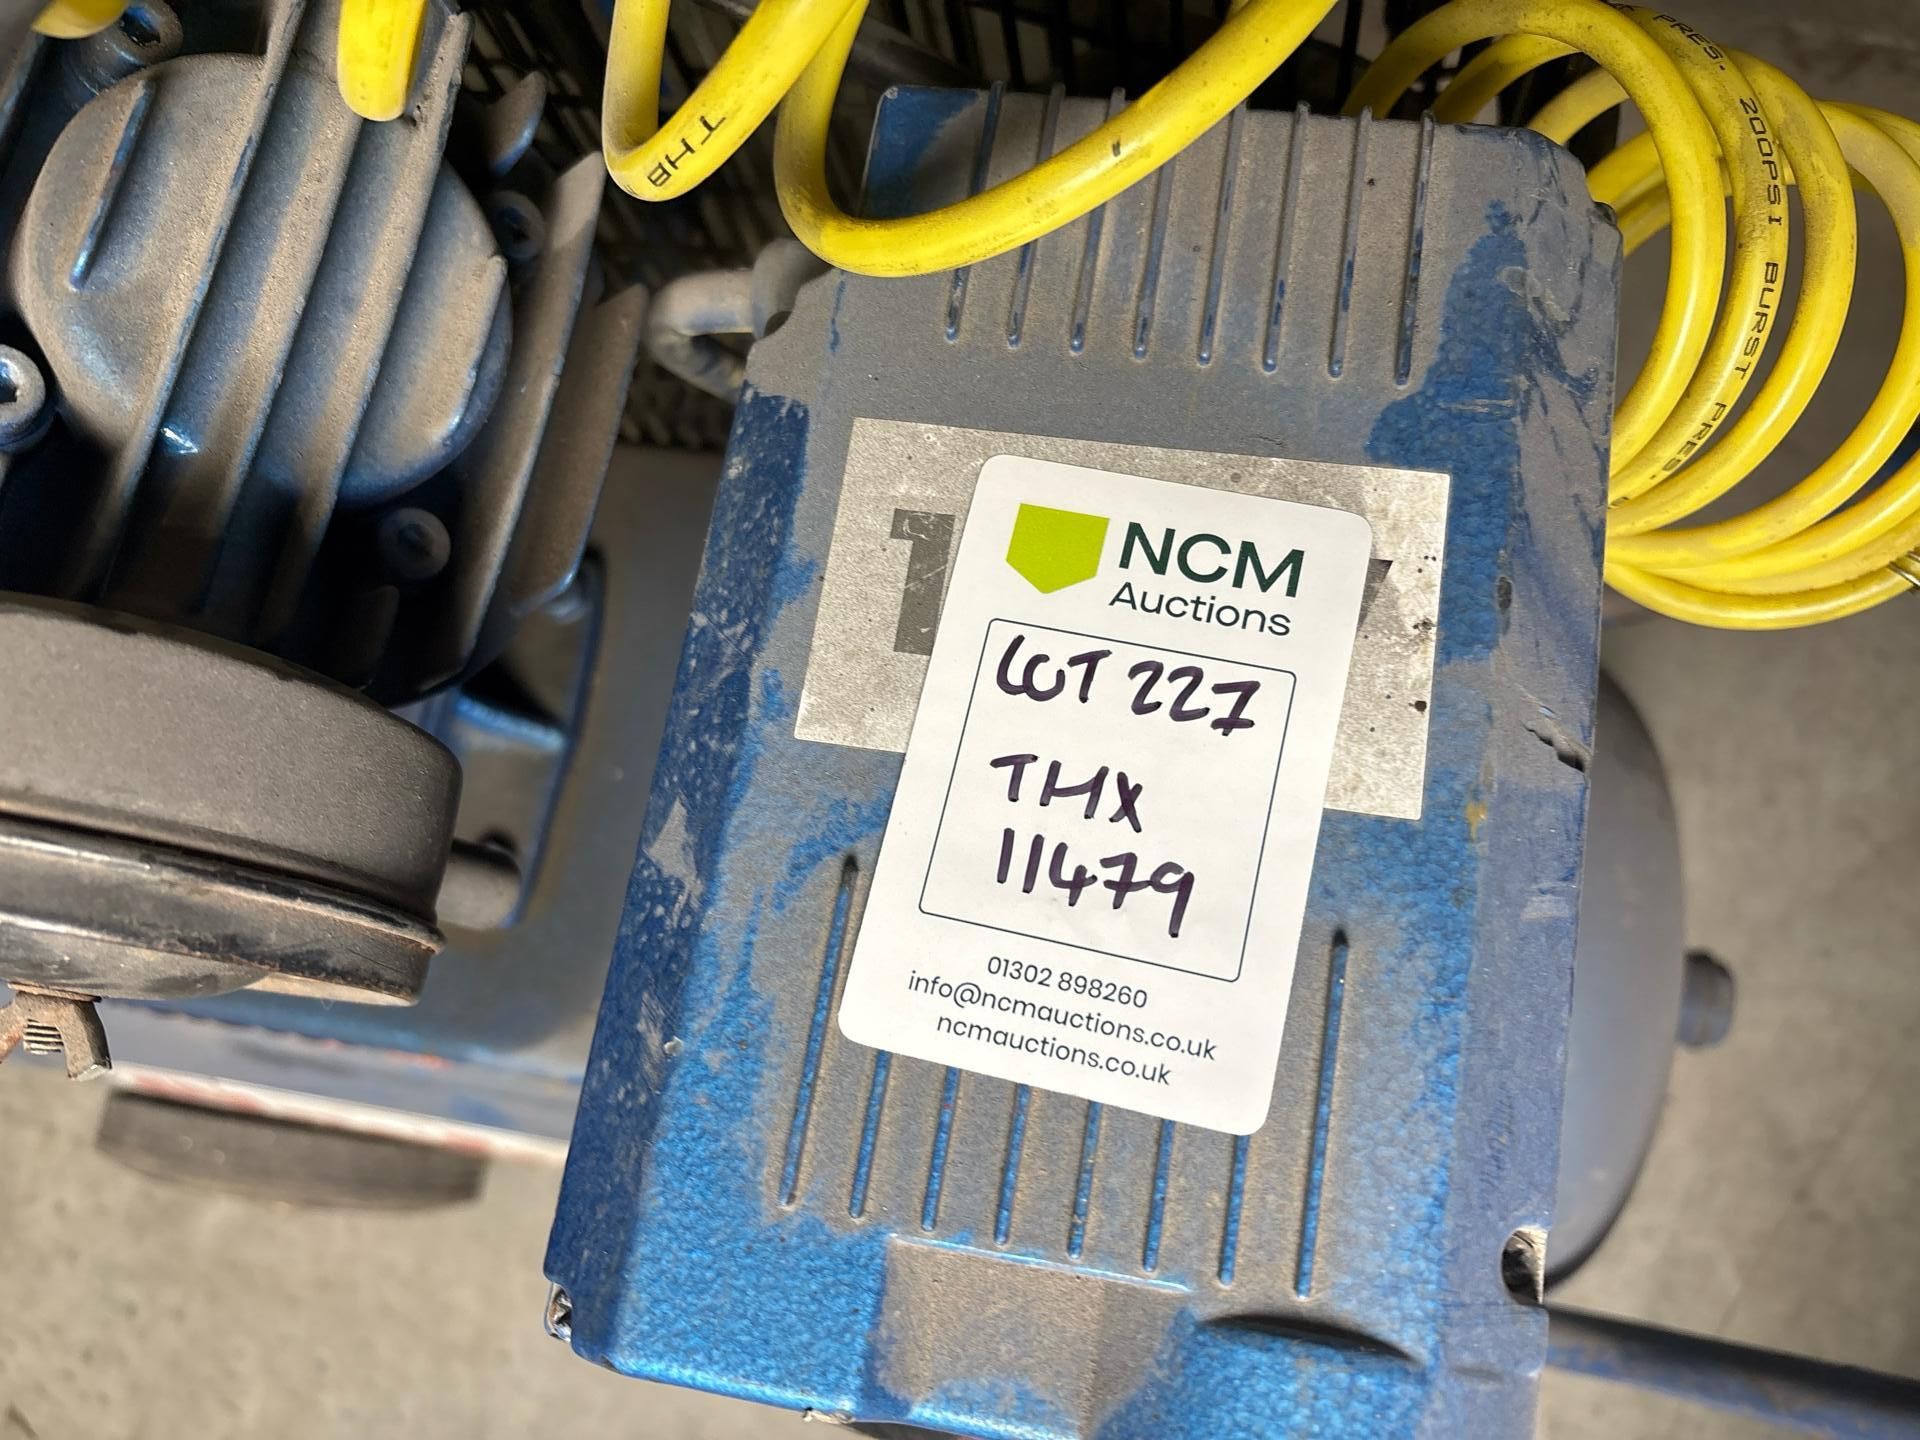 THB
PRES.
200PSI BURST PRES.
NCM
Auctions
LOT 227
THX
11479
01302 898260
info@ncmauctions.co.uk
ncmauctions.co.uk